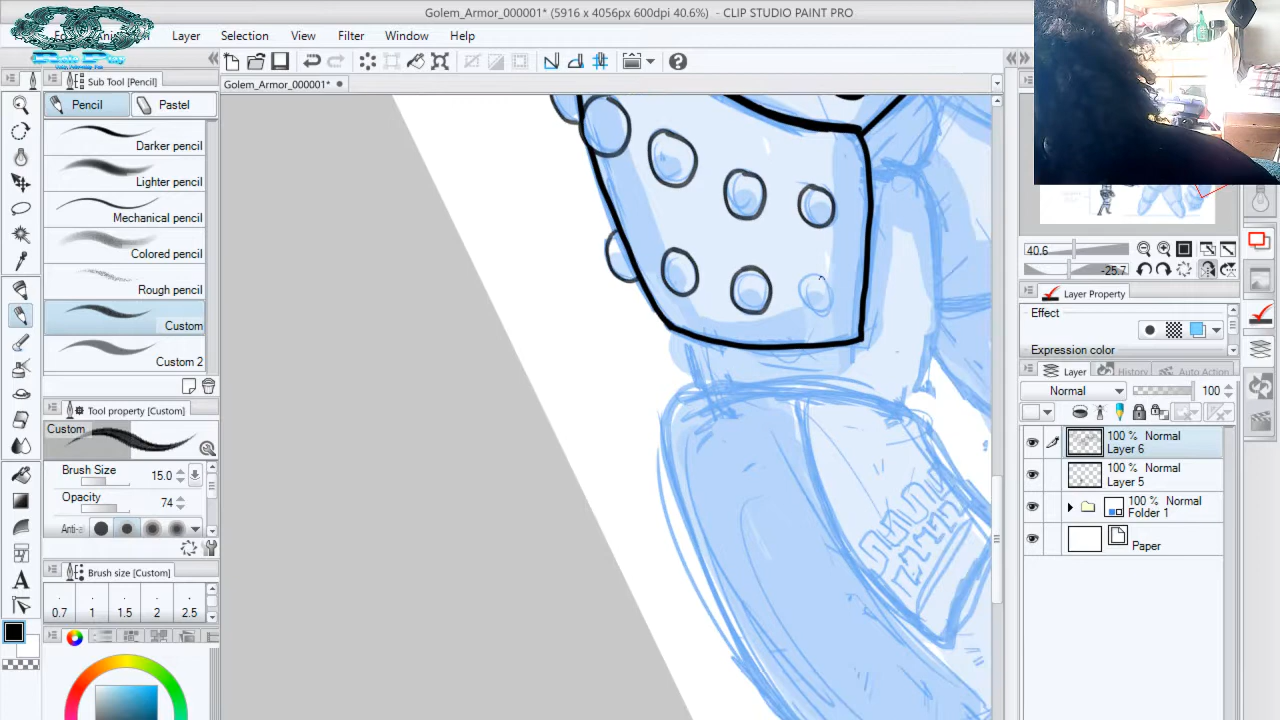 Golem_Armor_000001* (5916 x 4056px 600dpi 40.6%) - CLIP STUDIO PAINT PRO
Layer Selection View Filter Window Help
Sub Tool [Pencil]
Golem_Armor_000001*
Pencil Pastel
Darker pencil
Lighter pencil
Mechanical pencil
Colored pencil
Rough pencil
Custom
Custom 2
Tool property [Custom]
Custom
Brush Size 15.0
Opacity 74
Anti-a
Brush size [Custom]
0.7 1 1.5 2 2.5
40.6
-25.7
Layer Property
Effect
Expression color
Layer History Auto Action
Normal 100
100 % Normal
Layer 6
100 % Normal
Layer 5
100 % Normal
Folder 1
Paper